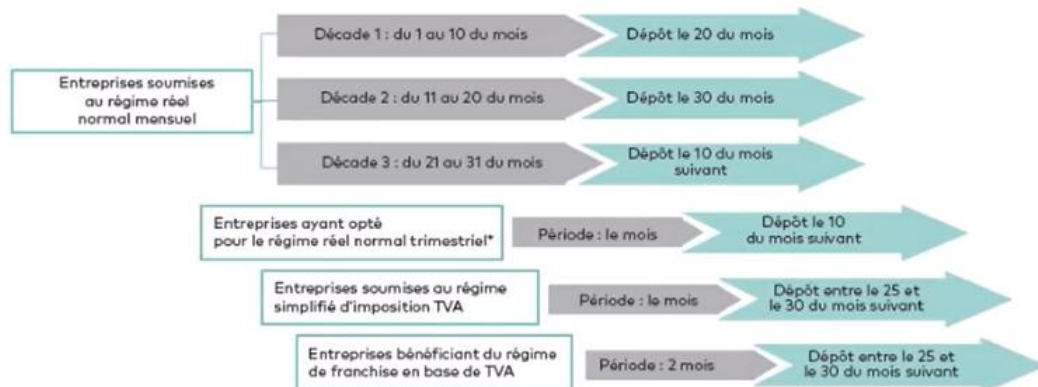 Décade 1 : du 1 au 10 du mois
Dépôt le 20 du mois
Entreprises soumises
au régime réel
normal mensuel
Décade 2 : du 11 au 20 du mois
Dépôt le 30 du mois
Décade 3 : du 21 au 31 du mois
Dépôt le 10 du mois
suivant
Entreprises ayant opté
pour le régime réel normal trimestriel*
Période : le mois
Dépôt le 10
du mois suivant
Entreprises soumises au régime
simplifié d'imposition TVA
Période : le mois
Dépôt entre le 25 et
le 30 du mois suivant
Entreprises bénéficiant du régime
de franchise en base de TVA
Période : 2 mois
Dépôt entre le 25 et
le 30 du mois suivant